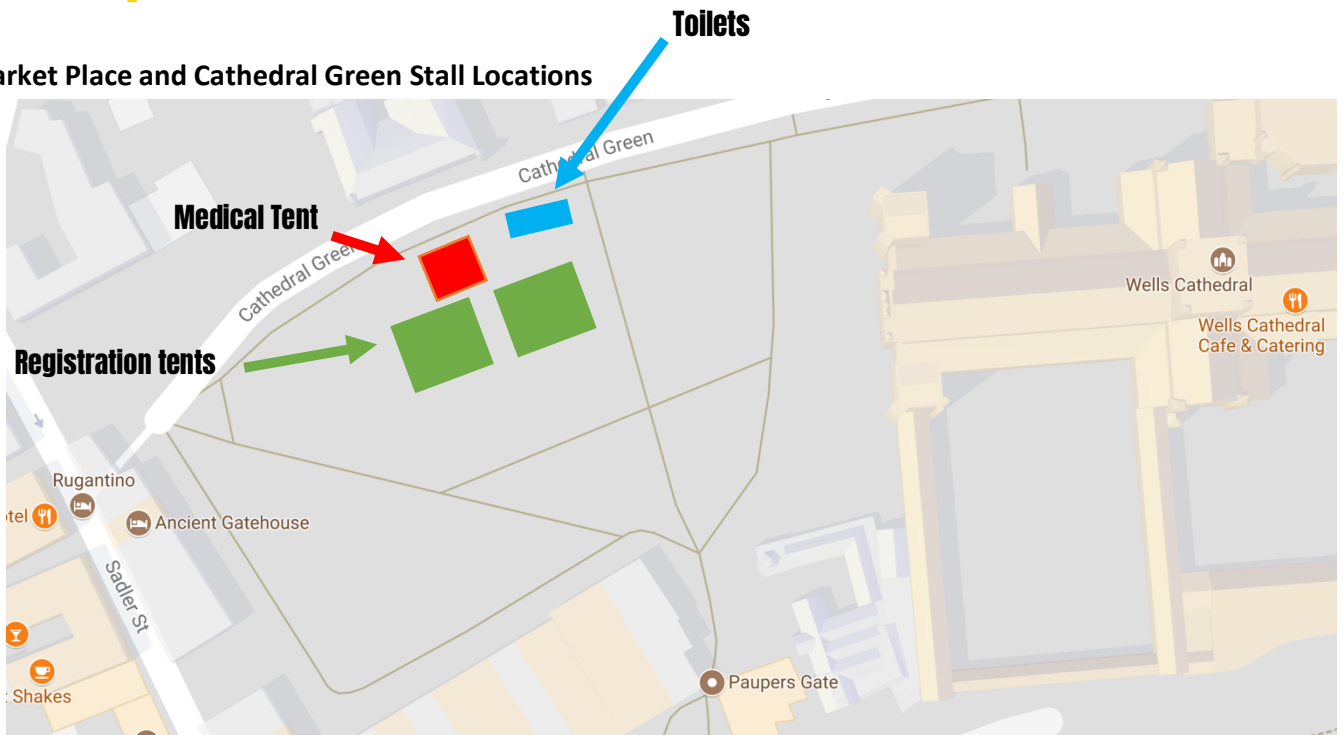 Toilets
arket Place and Cathedral Green Stall Locations
Cathedral Green
Medical Tent
Cathedral Green
Wells Cathedral
Wells Cathedral
Cafe & Catering
Registration tents
Rugantino
tel
Ancient Gatehouse
Sadler St
Paupers Gate
Shakes